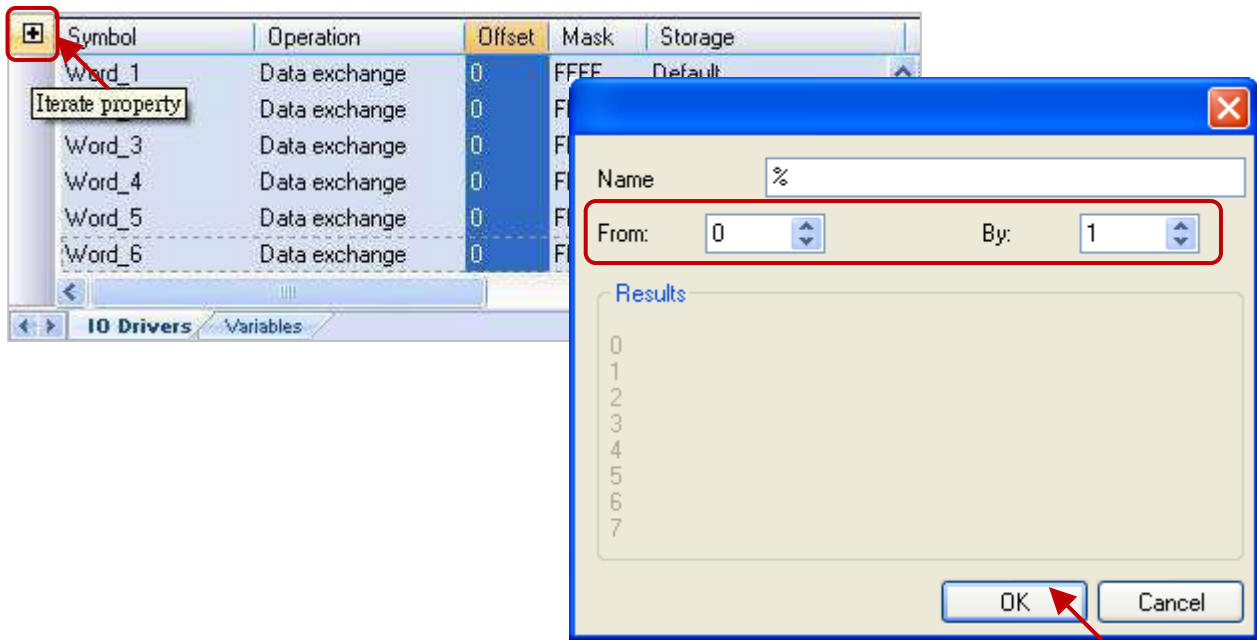 Symbol Operation Offset Mask Storage
Word_1 Data exchange 0 FFFF Default
Iterate property
Data exchange 0
Word_3 Data exchange 0
Word_4 Data exchange 0
Word_5 Data exchange 0
Word_6 Data exchange 0
IO Drivers Variables
Name %
From: 0 By: 1
Results
0
1
2
3
4
5
6
7
OK Cancel